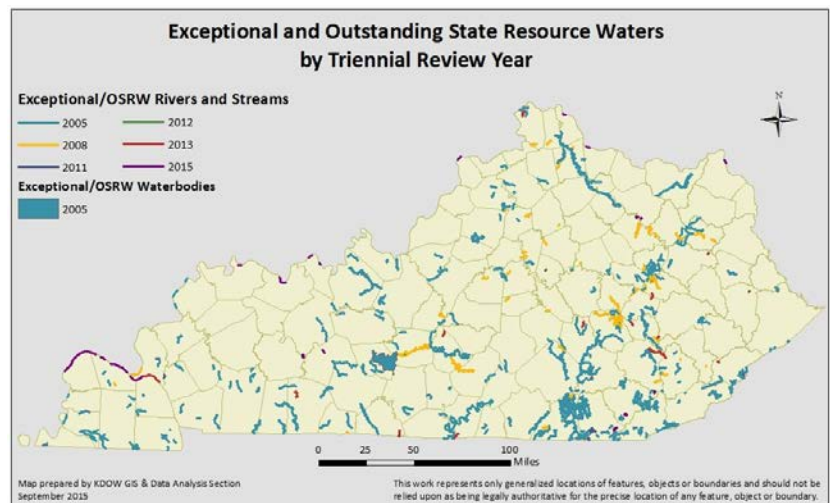 Exceptional and Outstanding State Resource Waters
by Triennial Review Year
Exceptional/OSRW Rivers and Streams
2005 2012
2008 2013
2011 2015
Exceptional/OSRW Waterbodies
2005
N
0 25 50 100
Miles
Map prepared by KDOW GIS & Data Analysis Section
September 2015
This work represents only generalized locations of features, objects or boundaries and should not be
relied upon as being legally authoritative for the precise location of any feature, object or boundary.